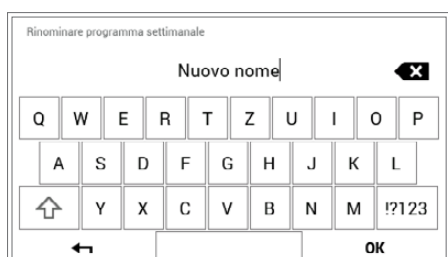 Rinominare programma settimanale
Nuovo nome
Q W E R T Z U I O P
A S D F G H J K L
Y X C V B N M !?123
OK